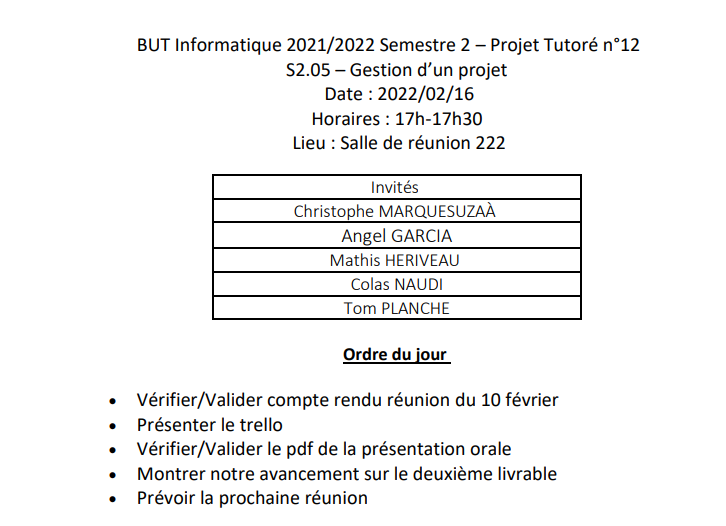 BUT Informatique 2021/2022 Semestre 2 – Projet Tutoré n°12
S2.05 – Gestion d’un projet
Date : 2022/02/16
Horaires : 17h-17h30
Lieu : Salle de réunion 222
Invités
Christophe MARQUESUZAÀ
Angel GARCIA
Mathis HERIVEAU
Colas NAUDI
Tom PLANCHE
Ordre du jour
• Vérifier/Valider compte rendu réunion du 10 février
• Présenter le trello
• Vérifier/Valider le pdf de la présentation orale
• Montrer notre avancement sur le deuxième livrable
• Prévoir la prochaine réunion